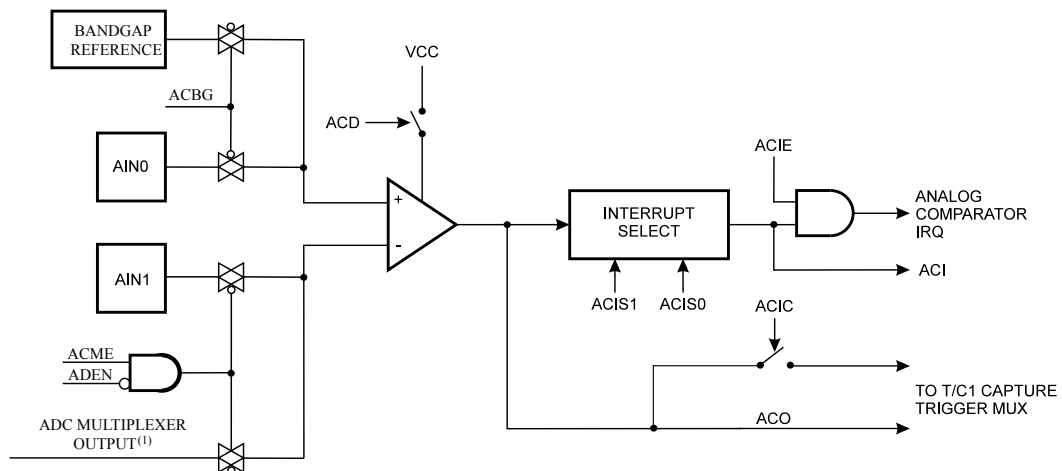 BANDGAP
REFERENCE
VCC
ACBG
ACD
AIN0
ACIE
+
INTERRUPT
SELECT
ANALOG
COMPARATOR
IRQ
-
AIN1
ACI
ACIS1
ACIS0
ACIC
ACME
ADEN
TO T/C1 CAPTURE
TRIGGER MUX
ACO
ADC MULTIPLEXER
OUTPUT(1)